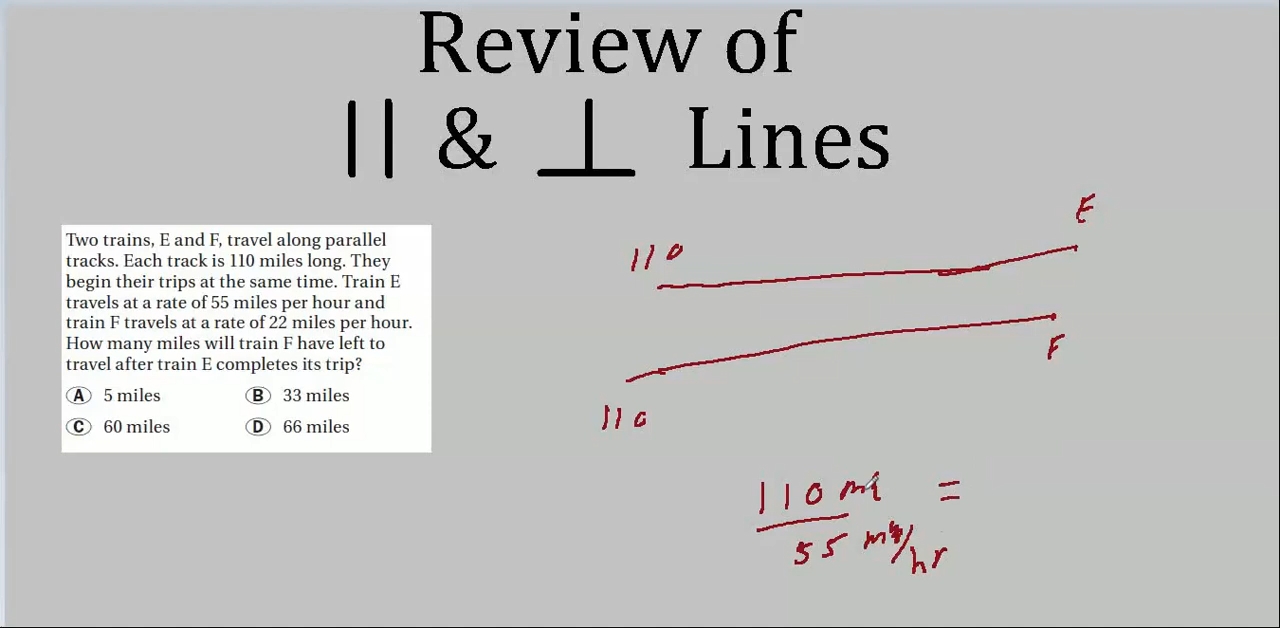 Review of
|| & ⊥ Lines
Two trains, E and F, travel along parallel
tracks. Each track is 110 miles long. They
begin their trips at the same time. Train E
travels at a rate of 55 miles per hour and
train F travels at a rate of 22 miles per hour.
How many miles will train F have left to
travel after train E completes its trip?
A 5 miles
B 33 miles
C 60 miles
D 66 miles
E
110
F
110
110 mi =
55 mi/hr